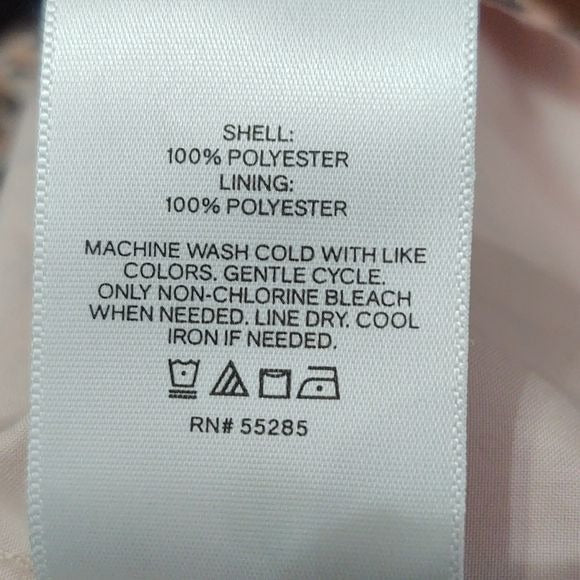 SHELL:
100% POLYESTER
LINING:
100% POLYESTER
MACHINE WASH COLD WITH LIKE
COLORS. GENTLE CYCLE.
ONLY NON-CHLORINE BLEACH
WHEN NEEDED. LINE DRY. COOL
IRON IF NEEDED.
RN# 55285